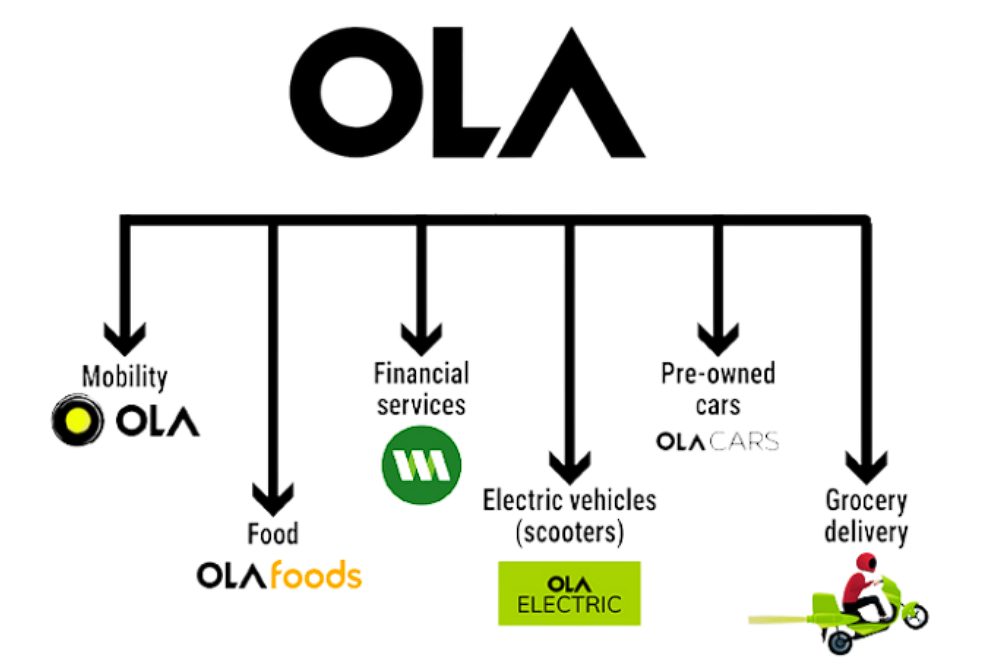 OLA
Mobility
OLA
Food
OLA foods
Financial
services
Electric vehicles
(scooters)
OLA
ELECTRIC
Pre-owned
cars
OLA CARS
Grocery
delivery